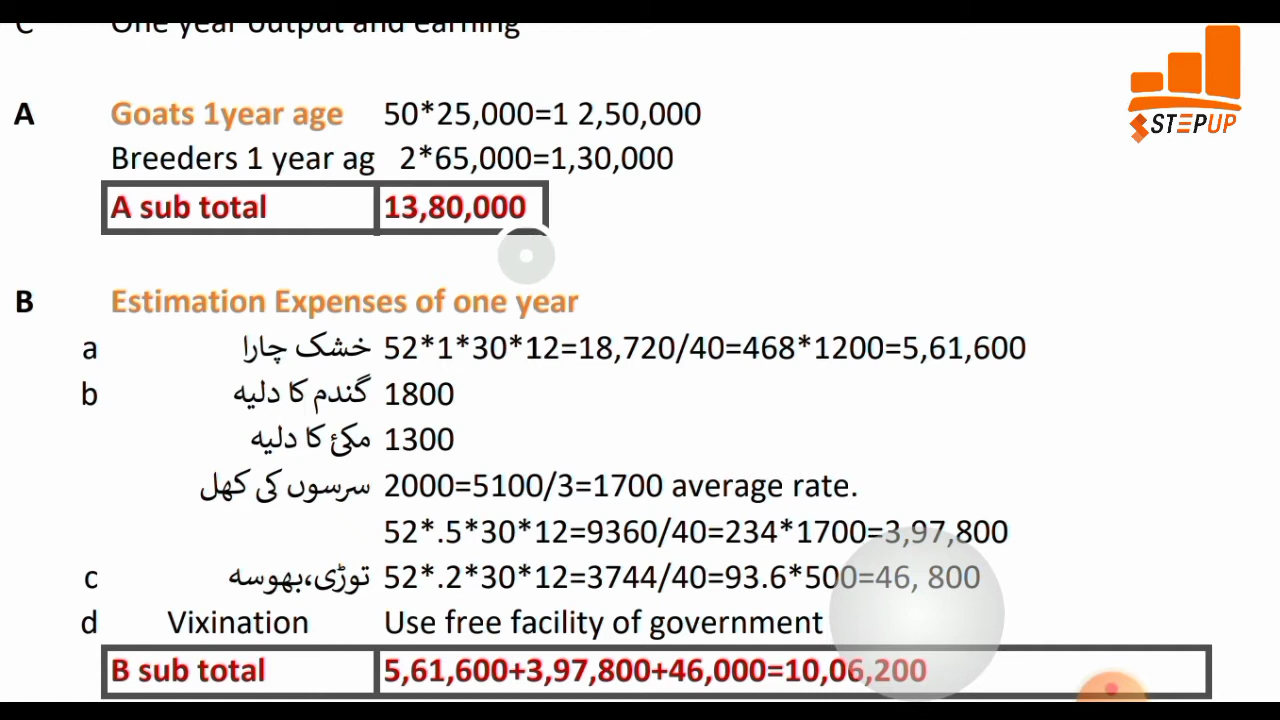 C One year output and earning
STEPUP
A Goats 1year age 50*25,000=1 2,50,000
Breeders 1 year ag 2*65,000=1,30,000
A sub total 13,80,000
B Estimation Expenses of one year
a خشک چارا 52*1*30*12=18,720/40=468*1200=5,61,600
b گندم کا دلیہ 1800
مکئ کا دلیہ 1300
سرسوں کی کھل 2000=5100/3=1700 average rate.
52*.5*30*12=9360/40=234*1700=3,97,800
c توڑی،بھوسہ 52*.2*30*12=3744/40=93.6*500=46, 800
d Vixination Use free facility of government
B sub total 5,61,600+3,97,800+46,000=10,06,200